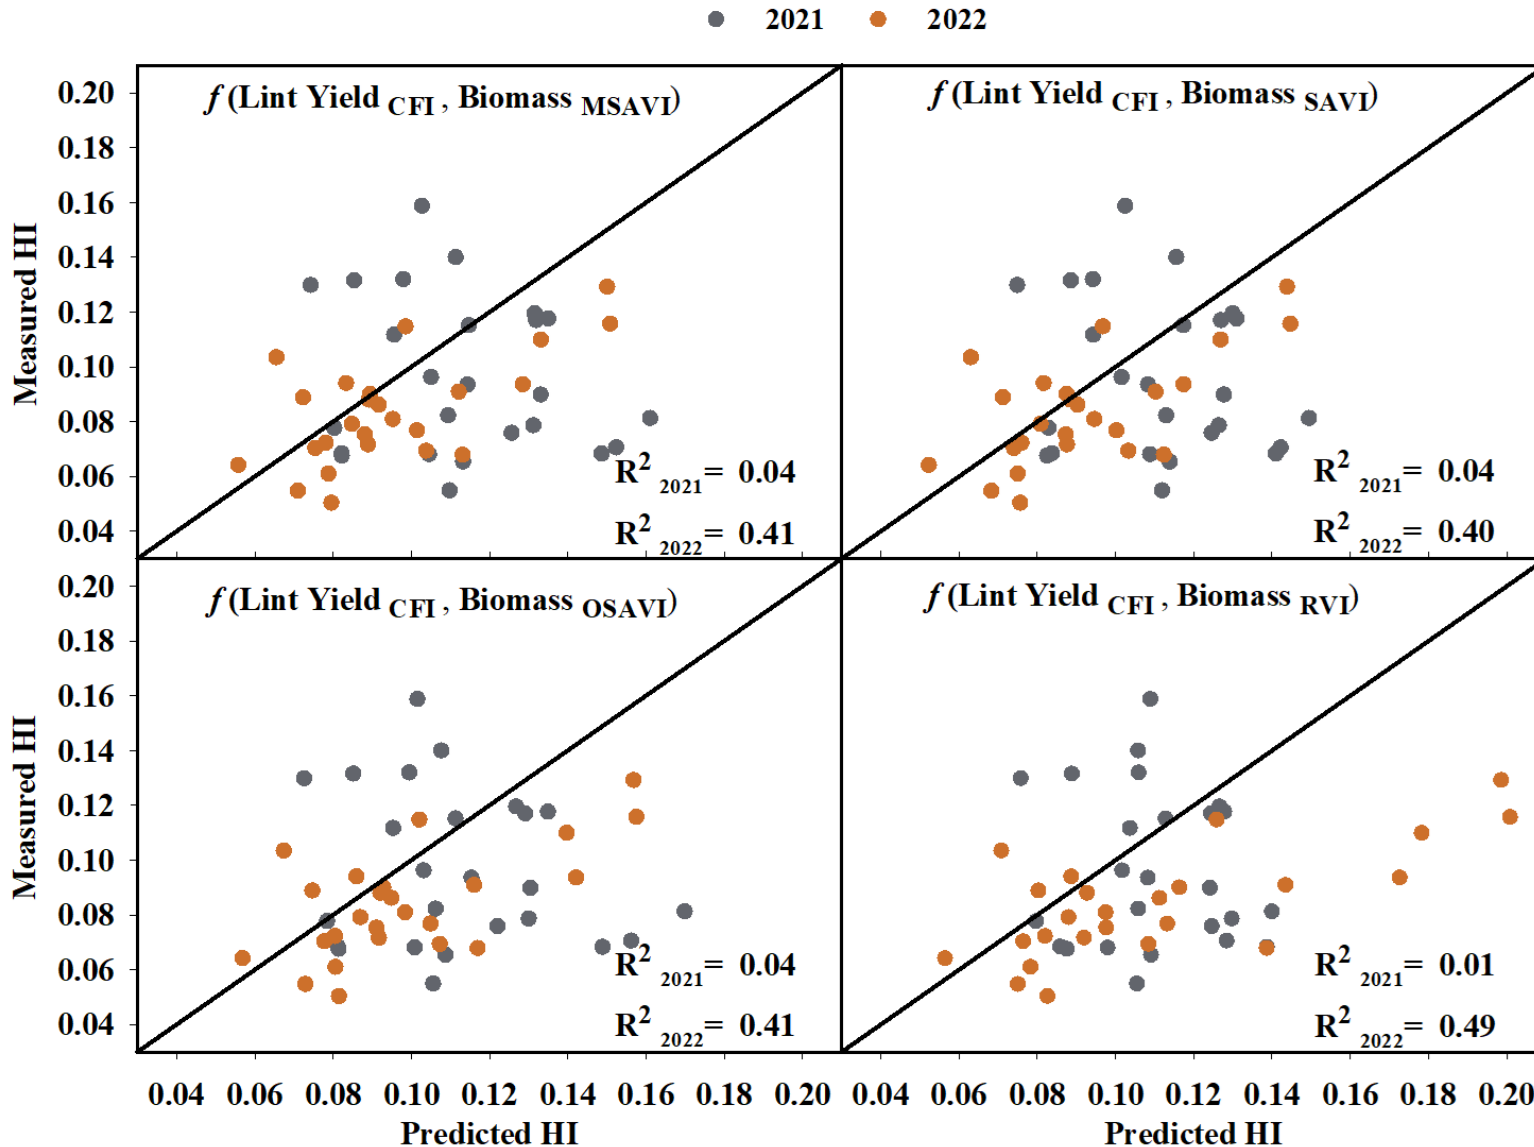 2021 2022
f (Lint Yield CFI , Biomass MSAVI) f (Lint Yield CFI , Biomass SAVI)
0.20
0.18
0.16
0.14
0.12
0.10
0.08
0.06
0.04
Measured HI
R² 2021= 0.04 R² 2021= 0.04
R² 2022= 0.41 R² 2022= 0.40
f (Lint Yield CFI , Biomass OSAVI) f (Lint Yield CFI , Biomass RVI)
0.20
0.18
0.16
0.14
0.12
0.10
0.08
0.06
0.04
Measured HI
R² 2021= 0.04 R² 2021= 0.01
R² 2022= 0.41 R² 2022= 0.49
0.04 0.06 0.08 0.10 0.12 0.14 0.16 0.18 0.20 0.04 0.06 0.08 0.10 0.12 0.14 0.16 0.18 0.20
Predicted HI Predicted HI